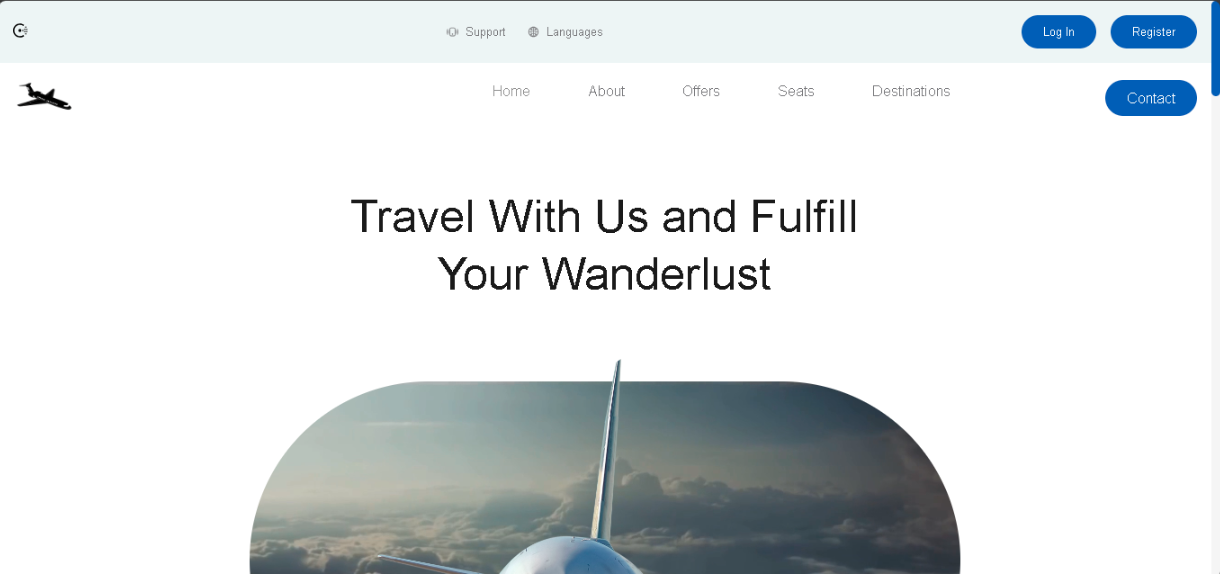 Support Languages Log In Register
Home About Offers Seats Destinations Contact
Travel With Us and Fulfill
Your Wanderlust